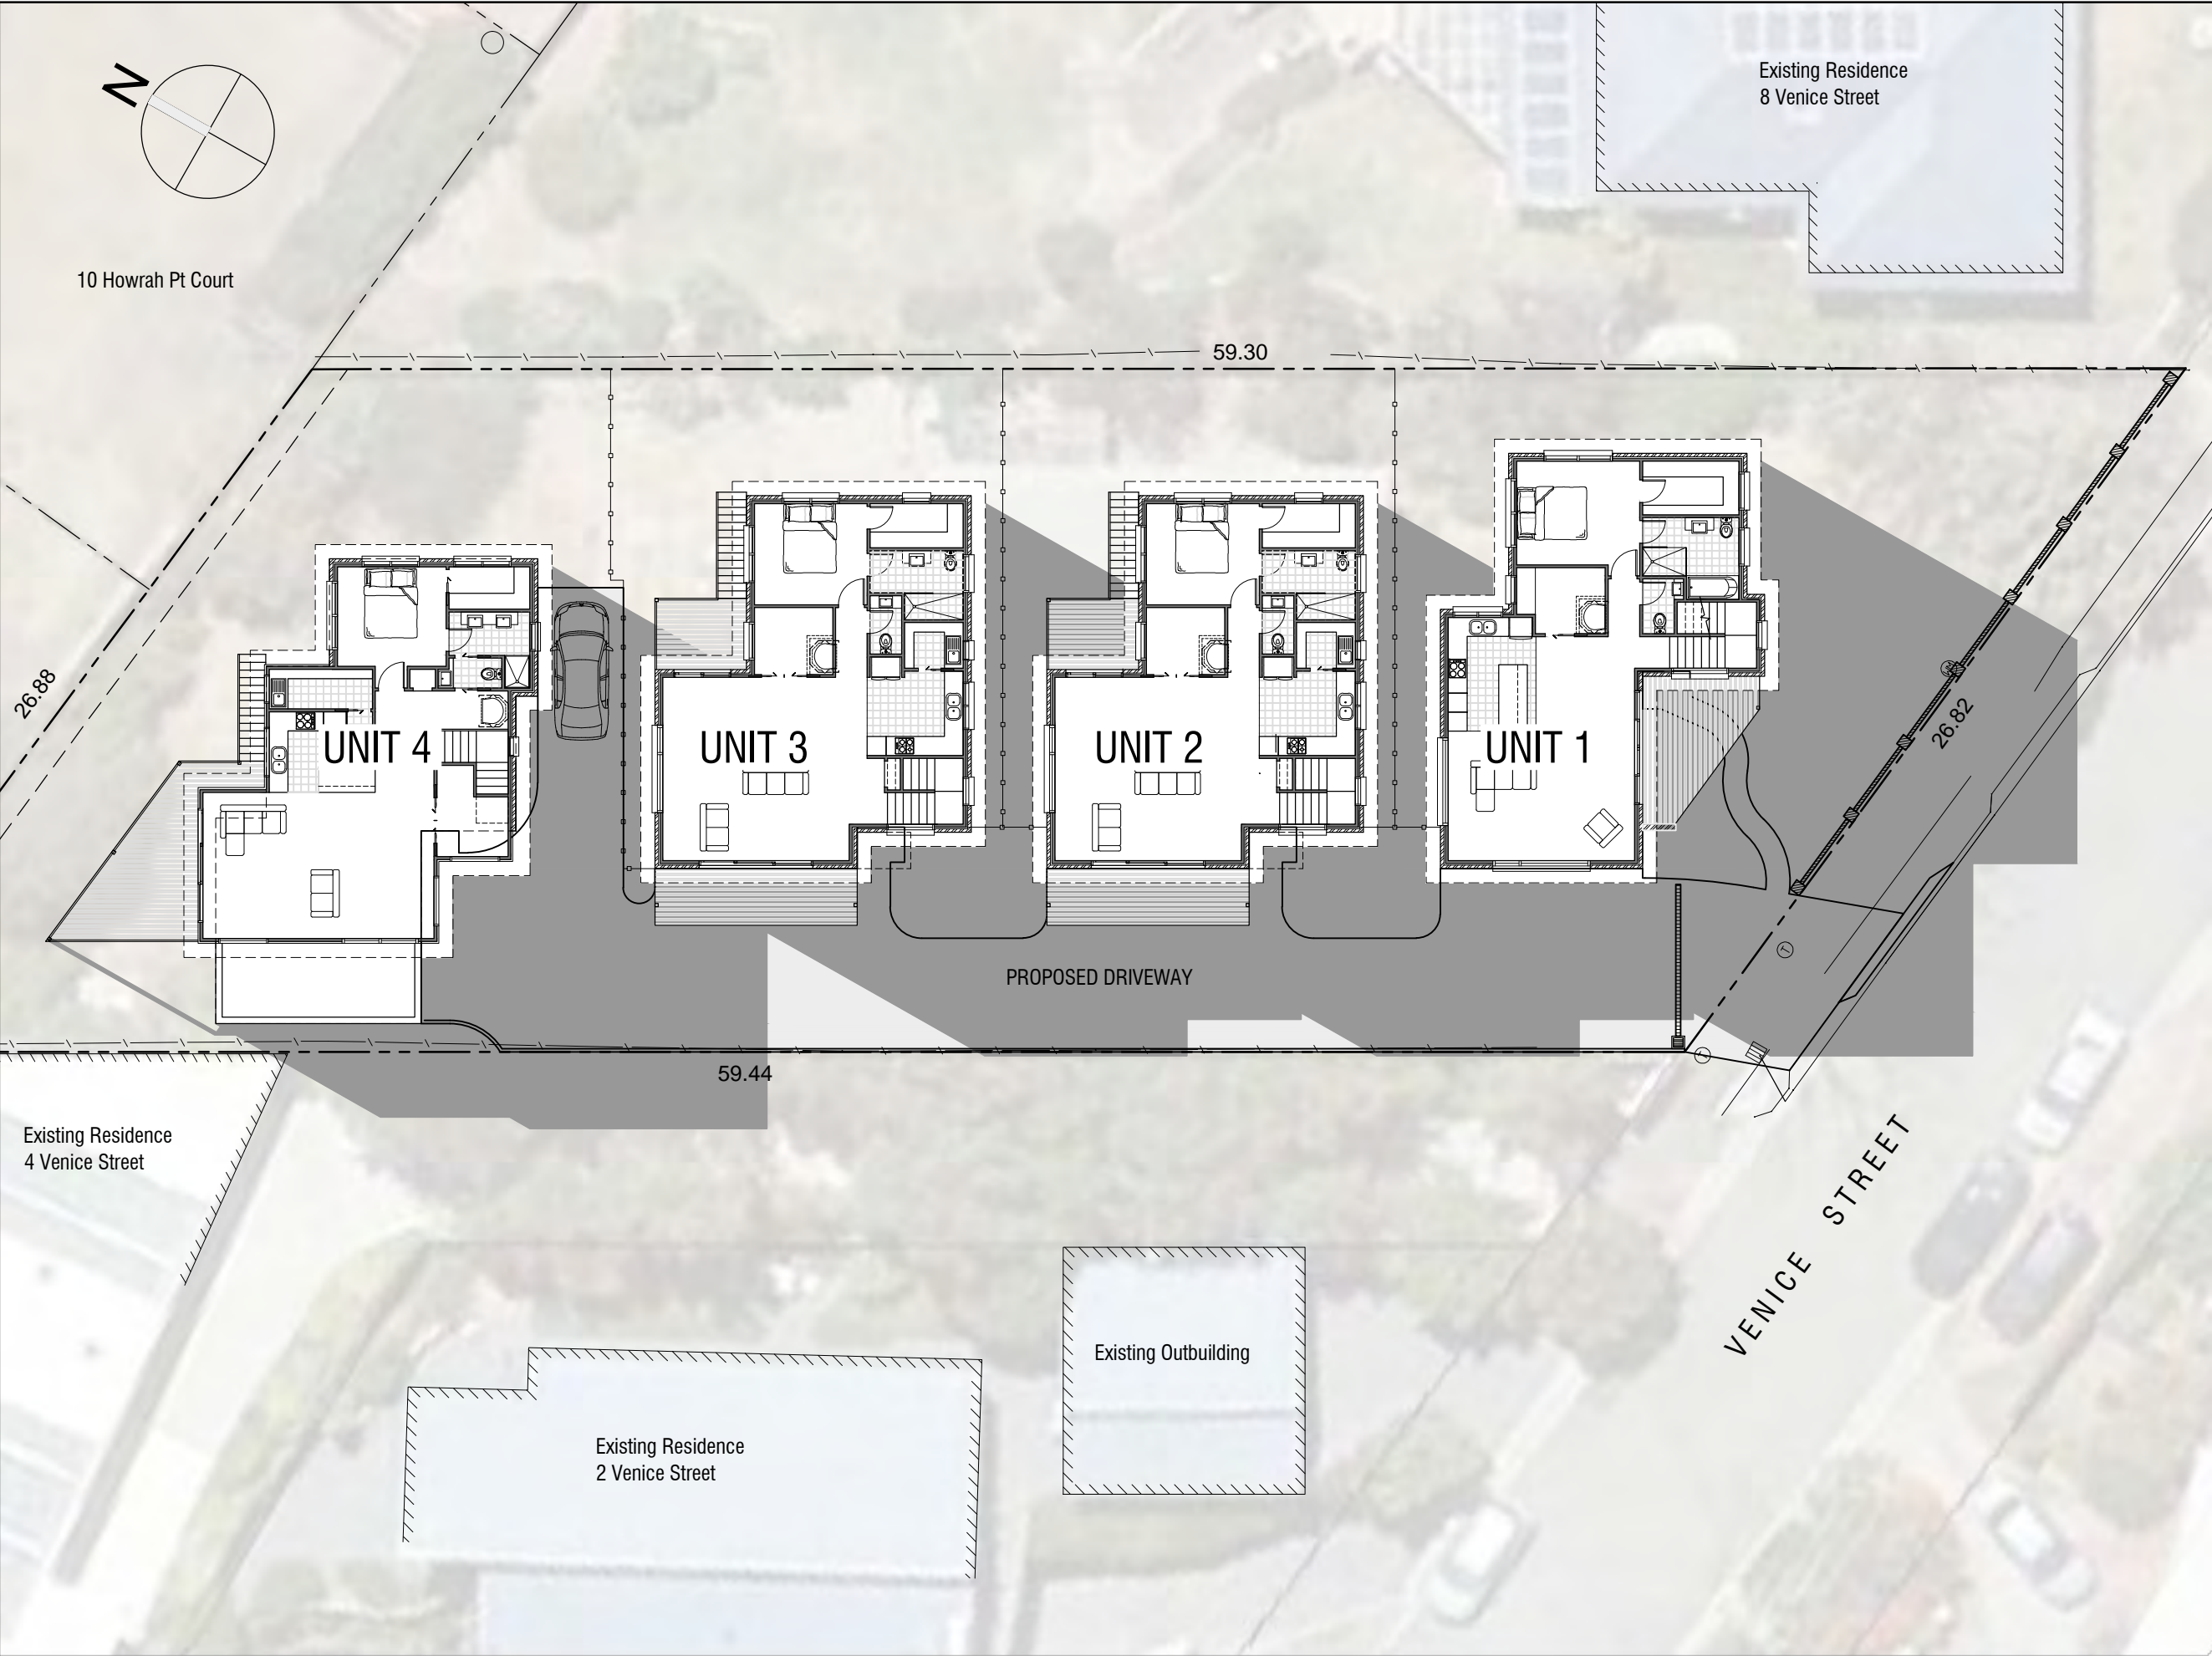 Existing Residence
8 Venice Street
N
10 Howrah Pt Court
59.30
26.88
26.82
UNIT 4
UNIT 3
UNIT 2
UNIT 1
PROPOSED DRIVEWAY
59.44
Existing Residence
4 Venice Street
VENICE STREET
Existing Outbuilding
Existing Residence
2 Venice Street